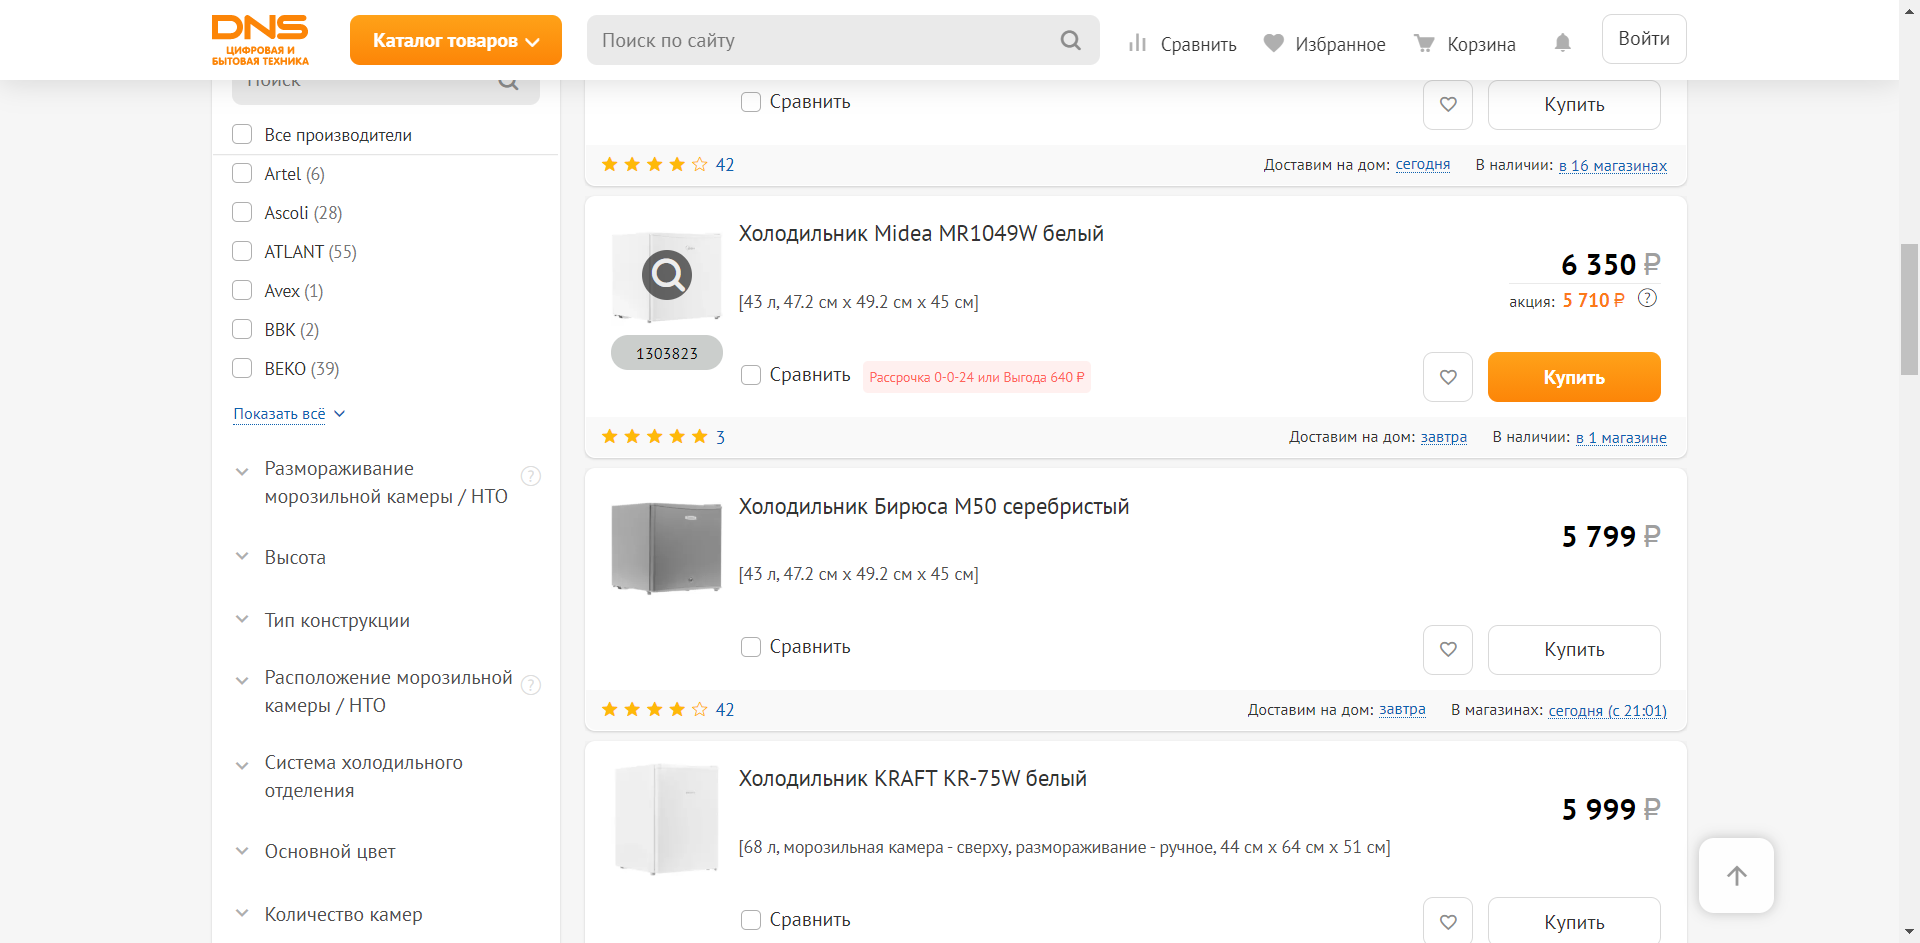 DNS
ЦИФРОВАЯ И
БЫТОВАЯ ТЕХНИКА
Каталог товаров
Поиск по сайту
Сравнить
Избранное
Корзина
Войти
Поиск
Все производители
Artel (6)
Ascoli (28)
ATLANT (55)
Avex (1)
BBK (2)
BEKO (39)
Показать всё
Размораживание
морозильной камеры / НТО
?
Высота
Тип конструкции
Расположение морозильной
камеры / НТО
?
Система холодильного
отделения
Основной цвет
Количество камер
Сравнить
Купить
42
Доставим на дом: сегодня
В наличии: в 16 магазинах
Холодильник Midea MR1049W белый
[43 л, 47.2 см x 49.2 см x 45 см]
6 350 ₽
акция: 5 710 ₽ ?
1303823
Сравнить
Рассрочка 0-0-24 или Выгода 640 ₽
Купить
3
Доставим на дом: завтра
В наличии: в 1 магазине
Холодильник Бирюса M50 серебристый
[43 л, 47.2 см x 49.2 см x 45 см]
5 799 ₽
Сравнить
Купить
42
Доставим на дом: завтра
В магазинах: сегодня (с 21:01)
Холодильник KRAFT KR-75W белый
[68 л, морозильная камера - сверху, размораживание - ручное, 44 см x 64 см x 51 см]
5 999 ₽
Сравнить
Купить